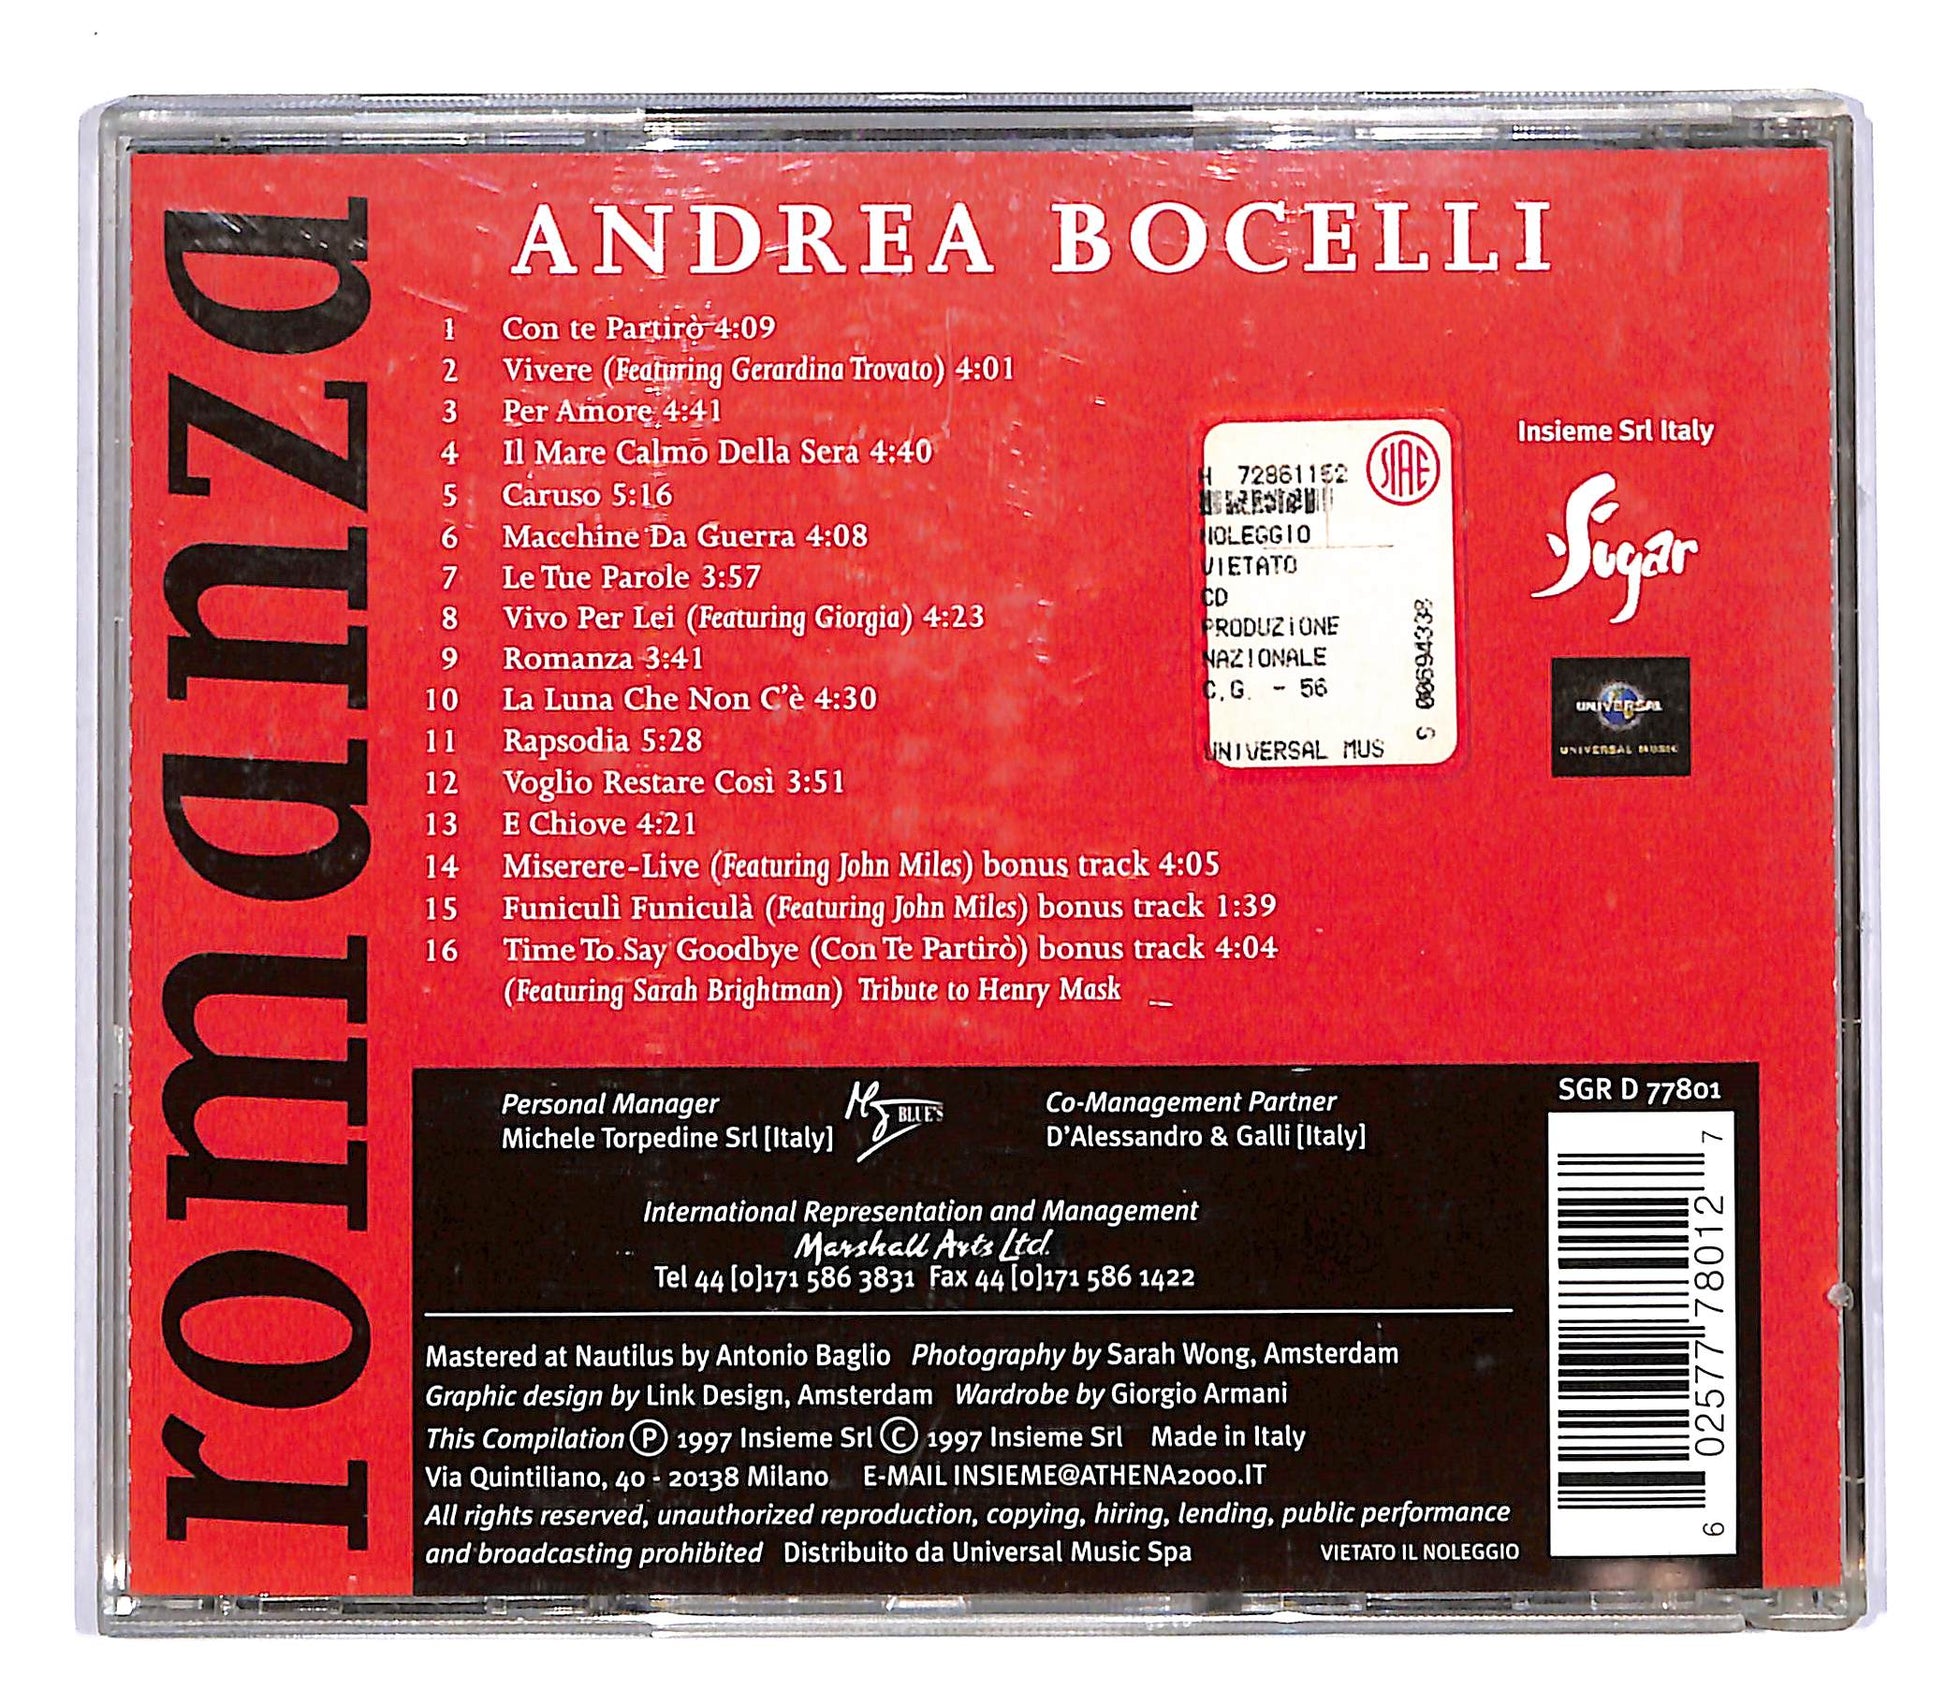 romanza
ANDREA BOCELLI
1 Con te Partirò 4:09
2 Vivere (Featuring Gerardina Trovato) 4:01
3 Per Amore 4:41
4 Il Mare Calmo Della Sera 4:40
5 Caruso 5:16
6 Macchine Da Guerra 4:08
7 Le Tue Parole 3:57
8 Vivo Per Lei (Featuring Giorgia) 4:23
9 Romanza 3:41
10 La Luna Che Non C'è 4:30
11 Rapsodia 5:28
12 Voglio Restare Così 3:51
13 E Chiove 4:21
14 Miserere-Live (Featuring John Miles) bonus track 4:05
15 Funiculì Funiculà (Featuring John Miles) bonus track 1:39
16 Time To Say Goodbye (Con Te Partirò) bonus track 4:04
(Featuring Sarah Brightman) Tribute to Henry Mask
SIAE
H 72861152
NOLEGGIO
VIETATO
CD
PRODUZIONE
NAZIONALE
C.G. - 56
UNIVERSAL MUS
S 00694338
Insieme Srl Italy
Sugar
UNIVERSAL
UNIVERSAL MUSIC
Personal Manager
Michele Torpedine Srl [Italy]
BLUE'S
Co-Management Partner
D'Alessandro & Galli [Italy]
International Representation and Management
Marshall Arts Ltd.
Tel 44 [0]171 586 3831 Fax 44 [0]171 586 1422
Mastered at Nautilus by Antonio Baglio Photography by Sarah Wong, Amsterdam
Graphic design by Link Design, Amsterdam Wardrobe by Giorgio Armani
This Compilation Ⓟ 1997 Insieme Srl © 1997 Insieme Srl Made in Italy
Via Quintiliano, 40 - 20138 Milano E-MAIL INSIEME@ATHENA2000.IT
All rights reserved, unauthorized reproduction, copying, hiring, lending, public performance
and broadcasting prohibited Distribuito da Universal Music Spa VIETATO IL NOLEGGIO
SGR D 77801
6 02577 78012 7